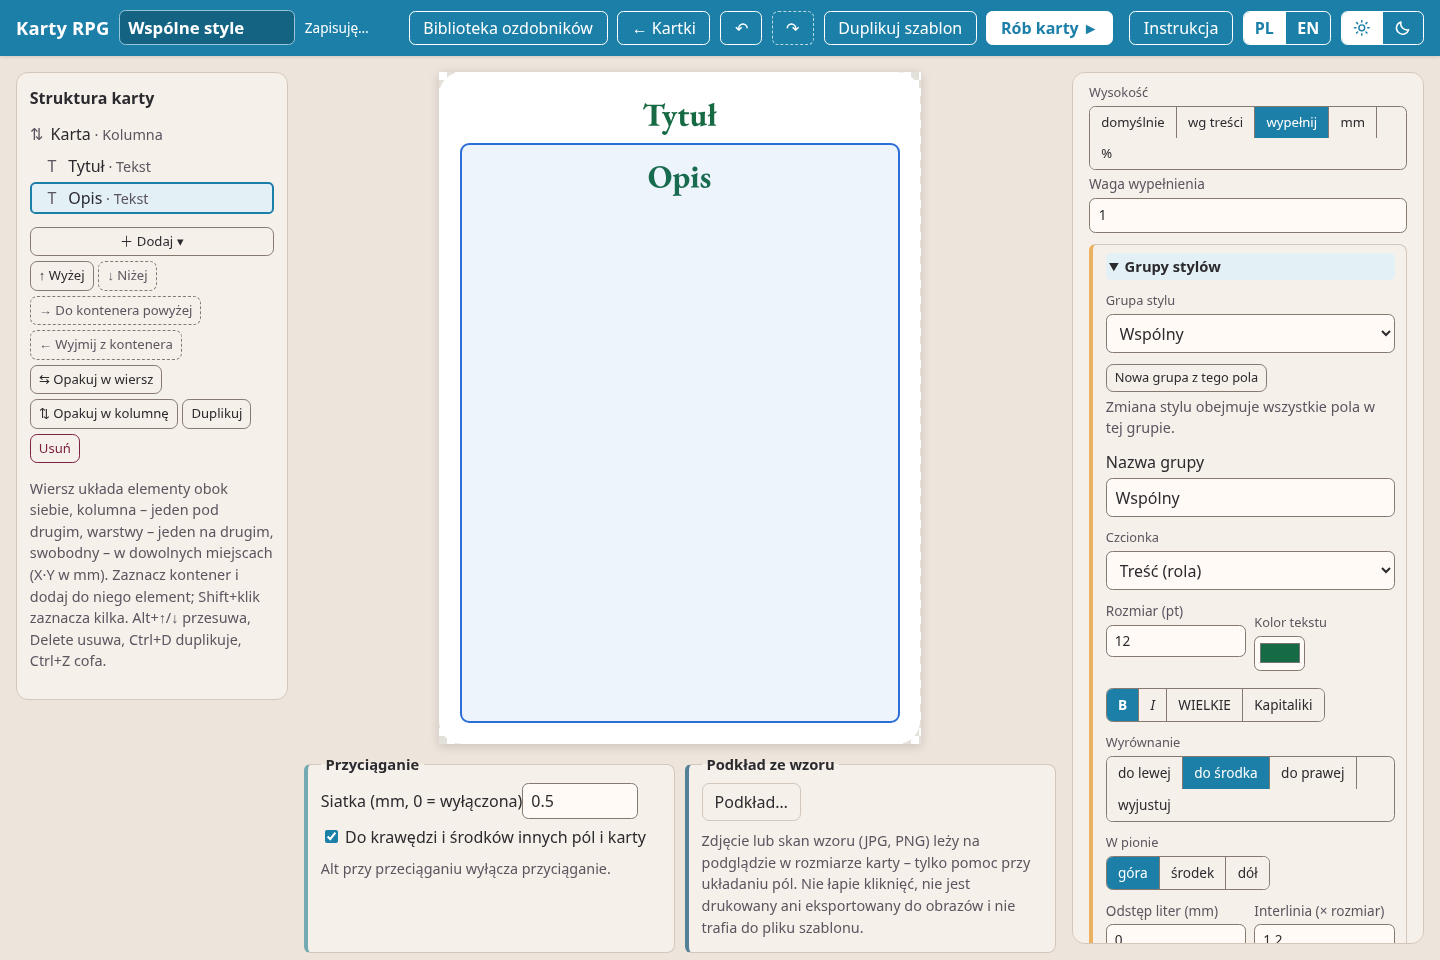 Karty RPG
Wspólne style
Zapisuję...
Biblioteka ozdobników
← Kartki
↶
↷
Duplikuj szablon
Rób karty ►
Instrukcja
PL
EN
Struktura karty
⇅ Karta · Kolumna
T Tytuł · Tekst
T Opis · Tekst
+ Dodaj ▾
↑ Wyżej
↓ Niżej
→ Do kontenera powyżej
← Wyjmij z kontenera
⇆ Opakuj w wiersz
⇅ Opakuj w kolumnę
Duplikuj
Usuń
Wiersz układa elementy obok
siebie, kolumna – jeden pod
drugim, warstwy – jeden na drugim,
swobodny – w dowolnych miejscach
(X·Y w mm). Zaznacz kontener i
dodaj do niego element; Shift+klik
zaznacza kilka. Alt+↑/↓ przesuwa,
Delete usuwa, Ctrl+D duplikuje,
Ctrl+Z cofa.
Tytuł
Opis
Przyciąganie
Siatka (mm, 0 = wyłączona) 0.5
Do krawędzi i środków innych pól i karty
Alt przy przeciąganiu wyłącza przyciąganie.
Podkład ze wzoru
Podkład...
Zdjęcie lub skan wzoru (JPG, PNG) leży na
podglądzie w rozmiarze karty – tylko pomoc przy
układaniu pól. Nie łapie kliknięć, nie jest
drukowany ani eksportowany do obrazów i nie
trafia do pliku szablonu.
Wysokość
domyślnie wg treści wypełnij mm
%
Waga wypełnienia
1
▼ Grupy stylów
Grupa stylu
Wspólny
Nowa grupa z tego pola
Zmiana stylu obejmuje wszystkie pola w
tej grupie.
Nazwa grupy
Wspólny
Czcionka
Treść (rola)
Rozmiar (pt)
12
Kolor tekstu
B I WIELKIE Kapitaliki
Wyrównanie
do lewej do środka do prawej
wyjustuj
W pionie
góra środek dół
Odstęp liter (mm) Interlinia (× rozmiar)
0 1.2